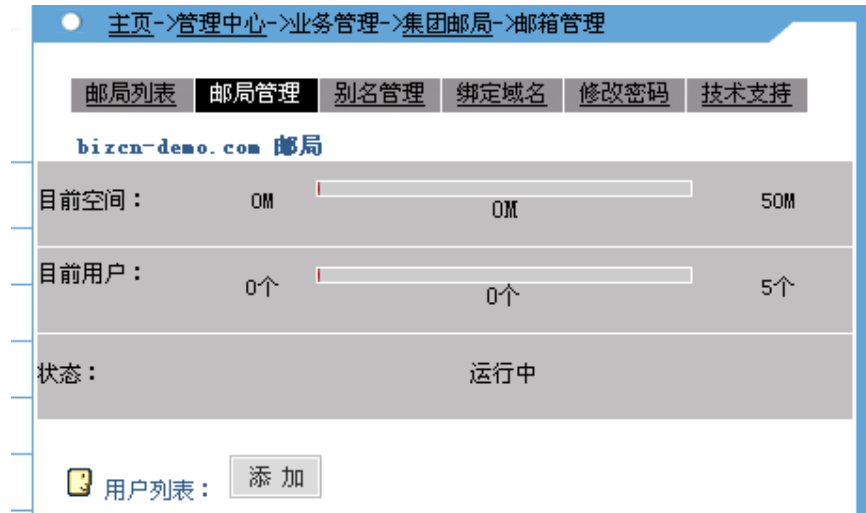 主页->管理中心->业务管理->集团邮局->邮箱管理
邮局列表 邮局管理 别名管理 绑定域名 修改密码 技术支持
bizcn-demo.com 邮局
目前空间： 0M 0M 50M
目前用户： 0个 0个 5个
状态： 运行中
用户列表： 添 加